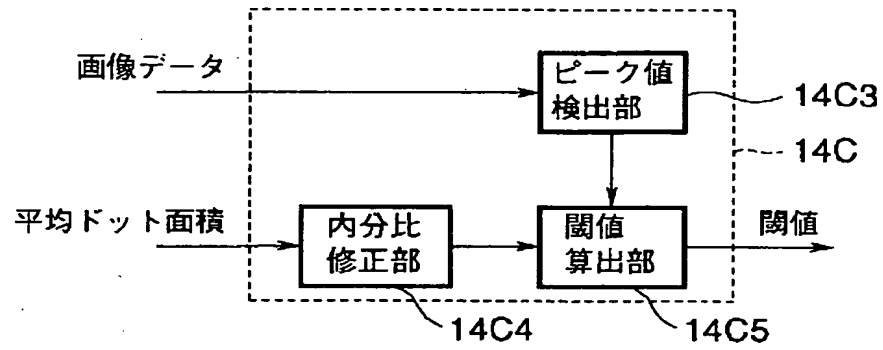 画像データ
ピーク値
検出部
14C3
14C
平均ドット面積
内分比
修正部
閾値
算出部
閾値
14C4
14C5